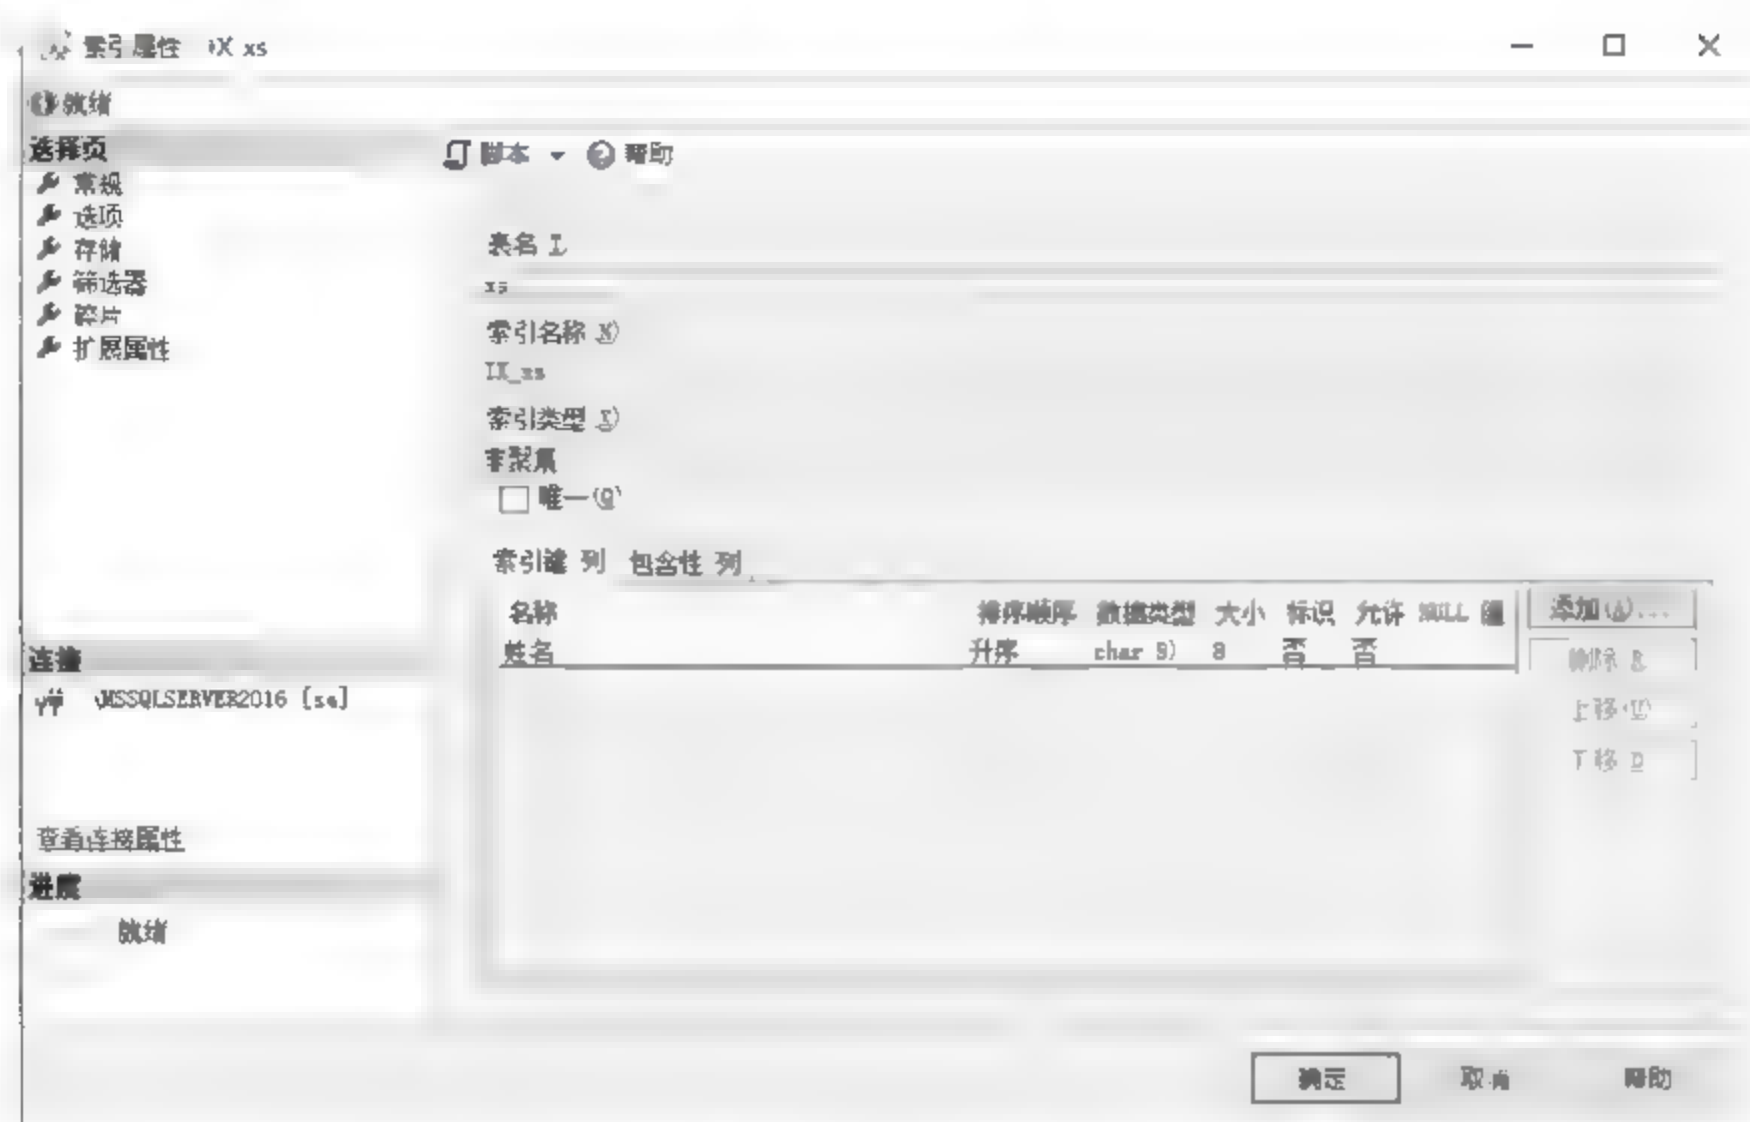 索引属性 - IX_xs
就绪
选择页
常规
选项
存储
筛选器
碎片
扩展属性
脚本 帮助
表名(T)
xs
索引名称(N)
IX_xs
索引类型(X)
非聚集
唯一(Q)
索引键 列 包含性 列
名称 排序顺序 数据类型 大小 标识 允许 NULL 值
姓名 升序 char 8 否 否
添加(A)...
删除(R)
上移(U)
下移(D)
连接
\MSSQLSERVER2016 [sa]
查看连接属性
进度
就绪
确定 取消 帮助